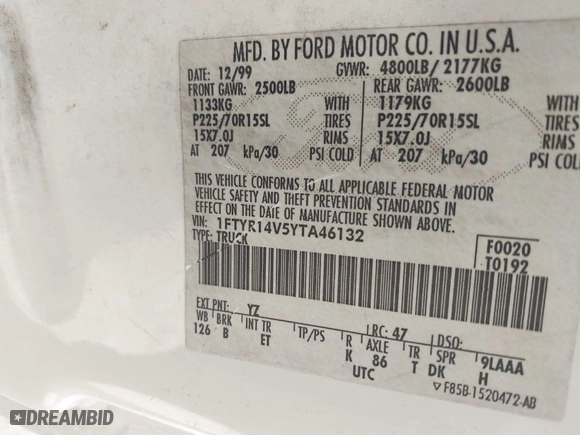 MFD. BY FORD MOTOR CO. IN U.S.A.
DATE: 12/99 GVWR: 4800LB/ 2177KG
FRONT GAWR: 2500LB REAR GAWR: 2600LB
1133KG WITH 1179KG WITH
P225/70R15SL TIRES P225/70R15SL TIRES
15X7.0J RIMS 15X7.0J RIMS
AT 207 kPa/30 PSI COLD AT 207 kPa/30 PSI COLD
THIS VEHICLE CONFORMS TO ALL APPLICABLE FEDERAL MOTOR
VEHICLE SAFETY AND THEFT PREVENTION STANDARDS IN
EFFECT ON THE DATE OF MANUFACTURE SHOWN ABOVE.
VIN: 1FTYR14V5YTA46132
TYPE: TRUCK
F0020
T0192
EXT PNT: YZ RC: 47 DSO:
WB BRK INT TR TP/PS R AXLE TR SPR 9LAAA
126 B ET K 86 T DK H
UTC
F85B-1520472-AB
DREAMBID